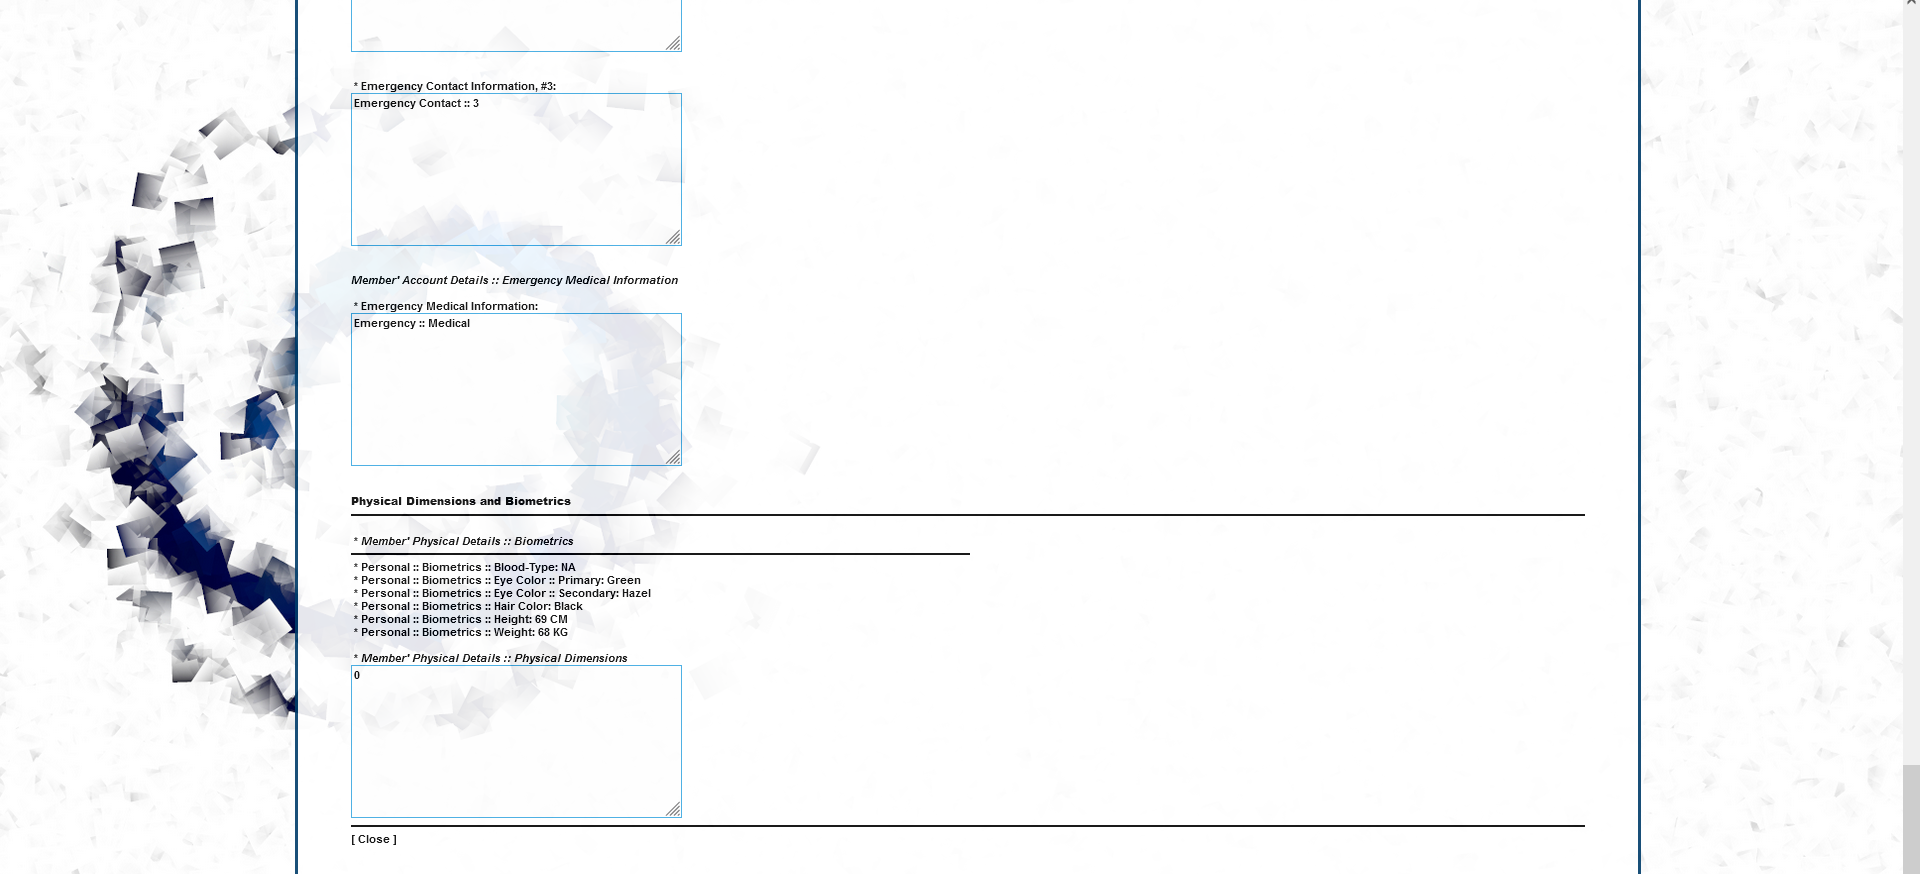 * Emergency Contact Information, #3:
Emergency Contact :: 3
Member' Account Details :: Emergency Medical Information
* Emergency Medical Information:
Emergency :: Medical
Physical Dimensions and Biometrics
* Member' Physical Details :: Biometrics
* Personal :: Biometrics :: Blood-Type: NA
* Personal :: Biometrics :: Eye Color :: Primary: Green
* Personal :: Biometrics :: Eye Color :: Secondary: Hazel
* Personal :: Biometrics :: Hair Color: Black
* Personal :: Biometrics :: Height: 69 CM
* Personal :: Biometrics :: Weight: 68 KG
* Member' Physical Details :: Physical Dimensions
0
[ Close ]